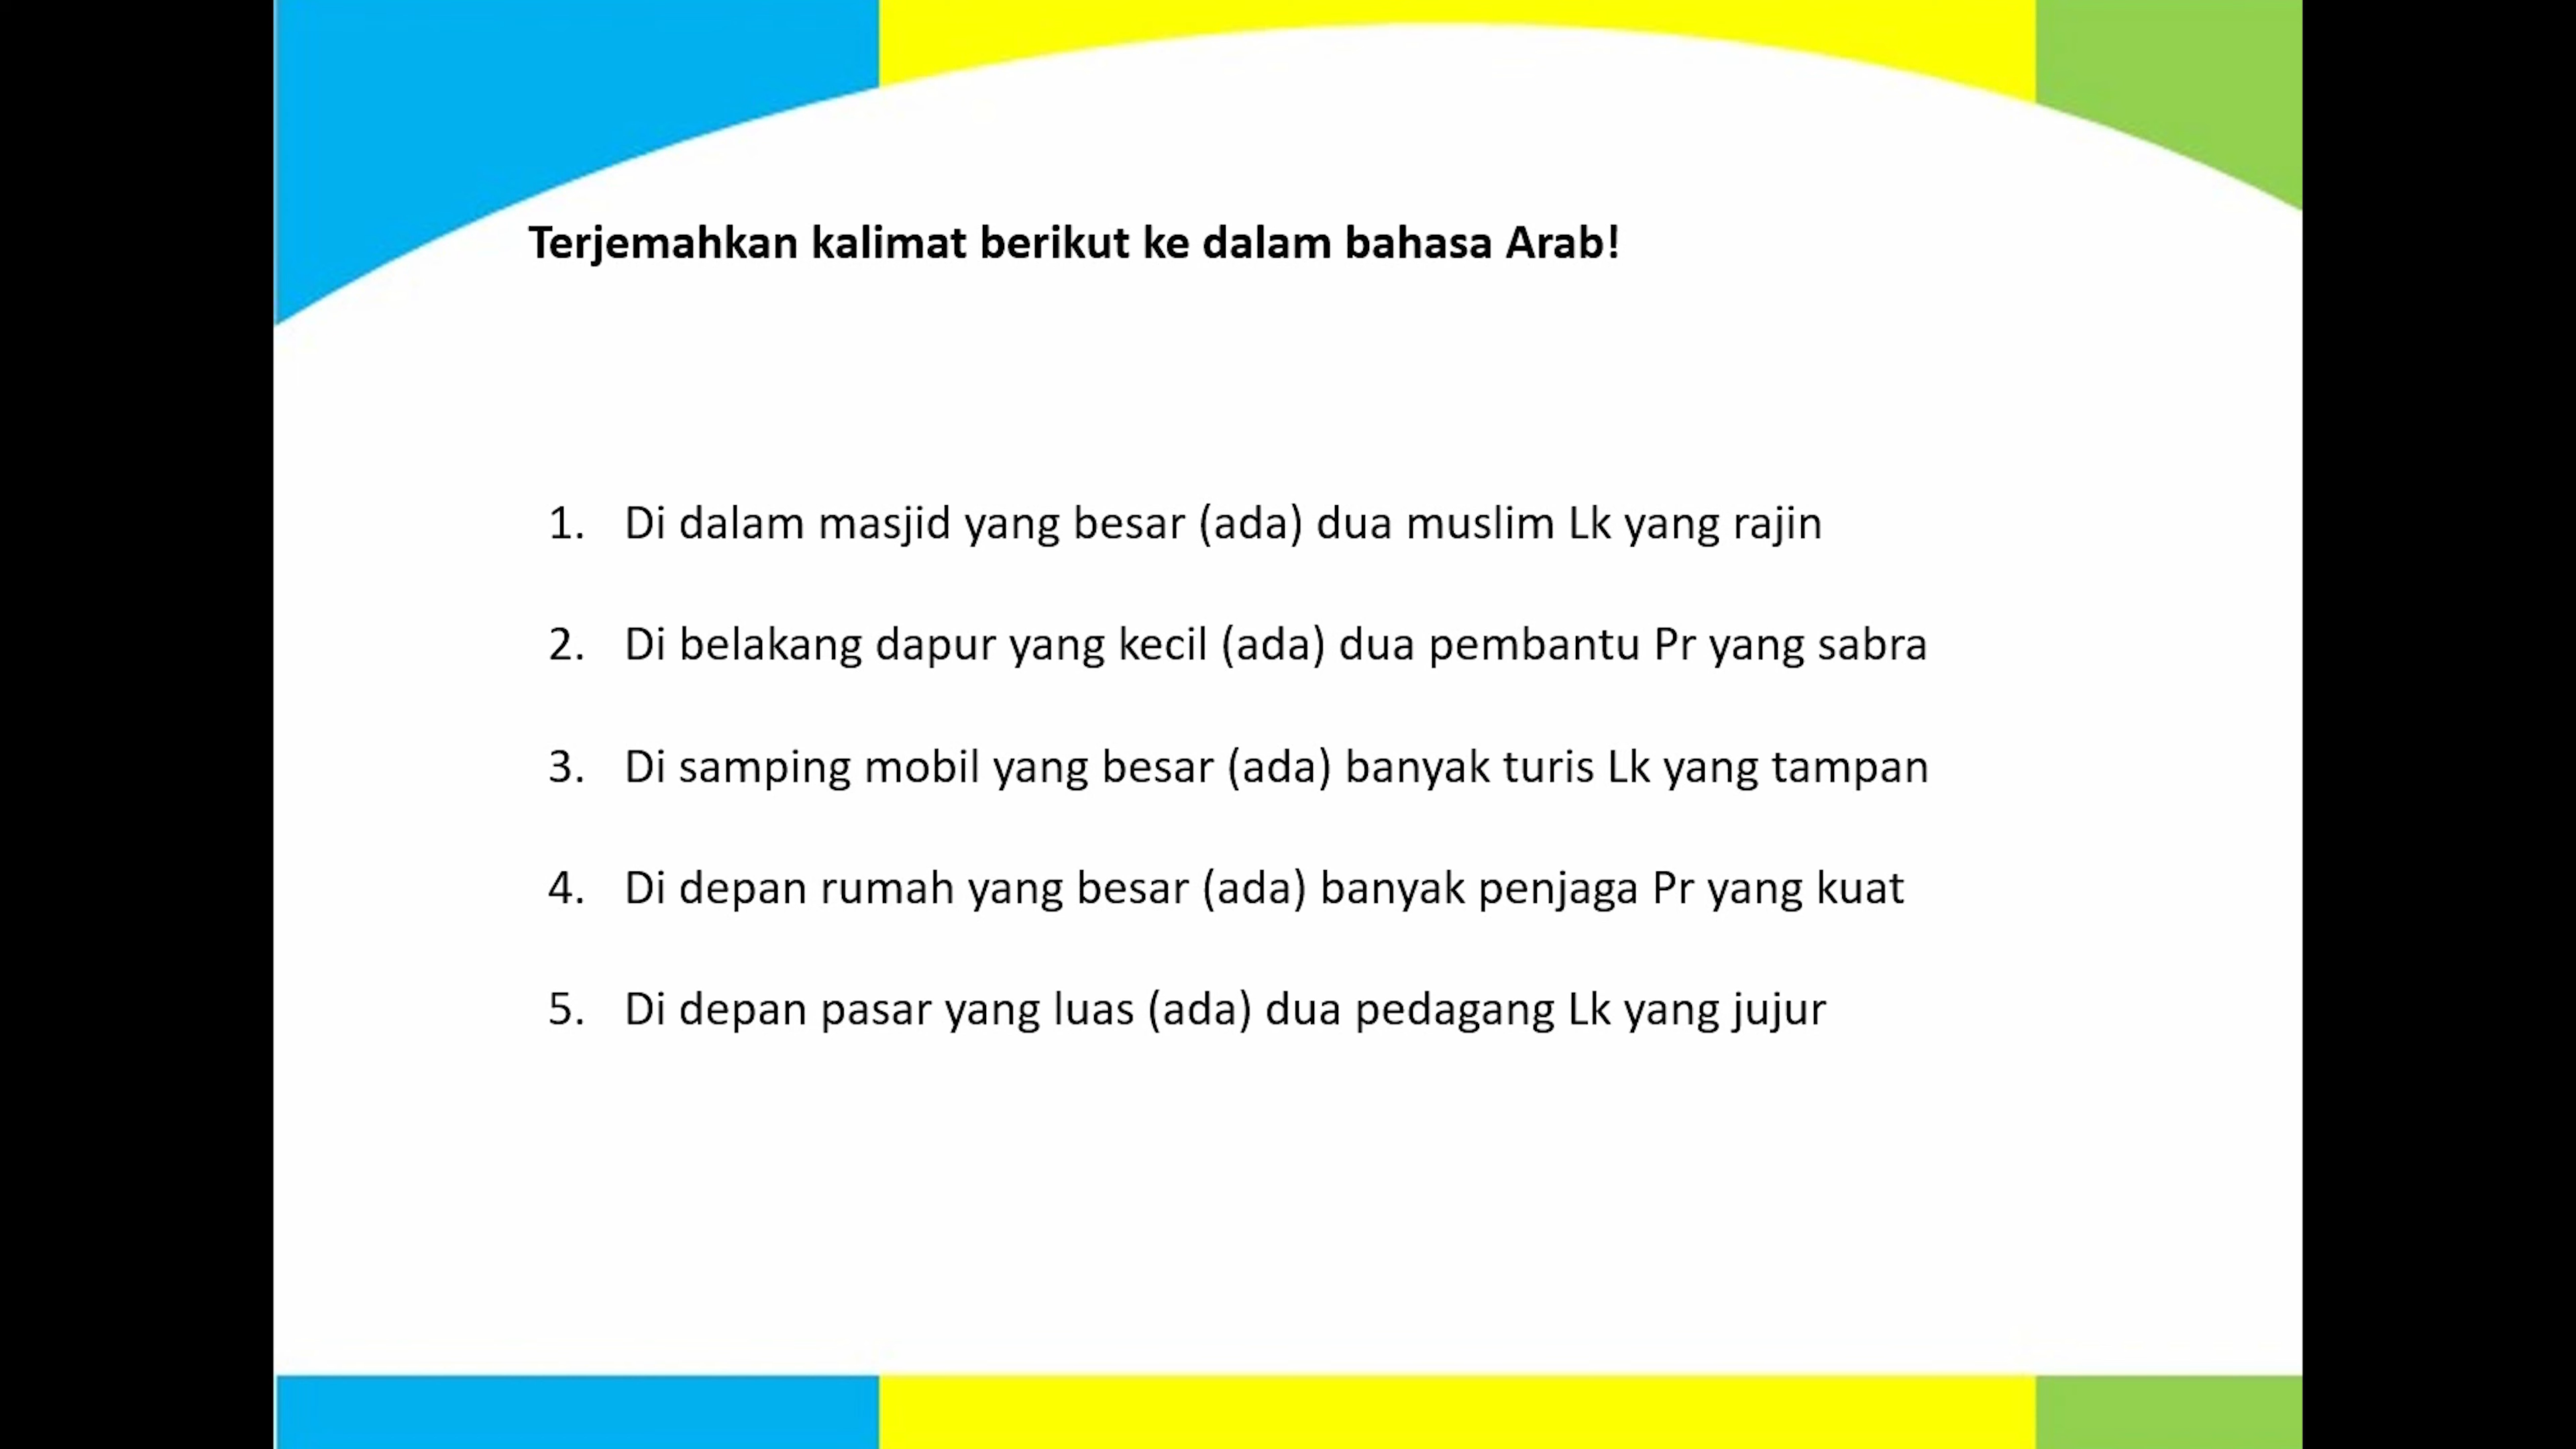 Terjemahkan kalimat berikut ke dalam bahasa Arab!
1. Di dalam masjid yang besar (ada) dua muslim Lk yang rajin
2. Di belakang dapur yang kecil (ada) dua pembantu Pr yang sabra
3. Di samping mobil yang besar (ada) banyak turis Lk yang tampan
4. Di depan rumah yang besar (ada) banyak penjaga Pr yang kuat
5. Di depan pasar yang luas (ada) dua pedagang Lk yang jujur